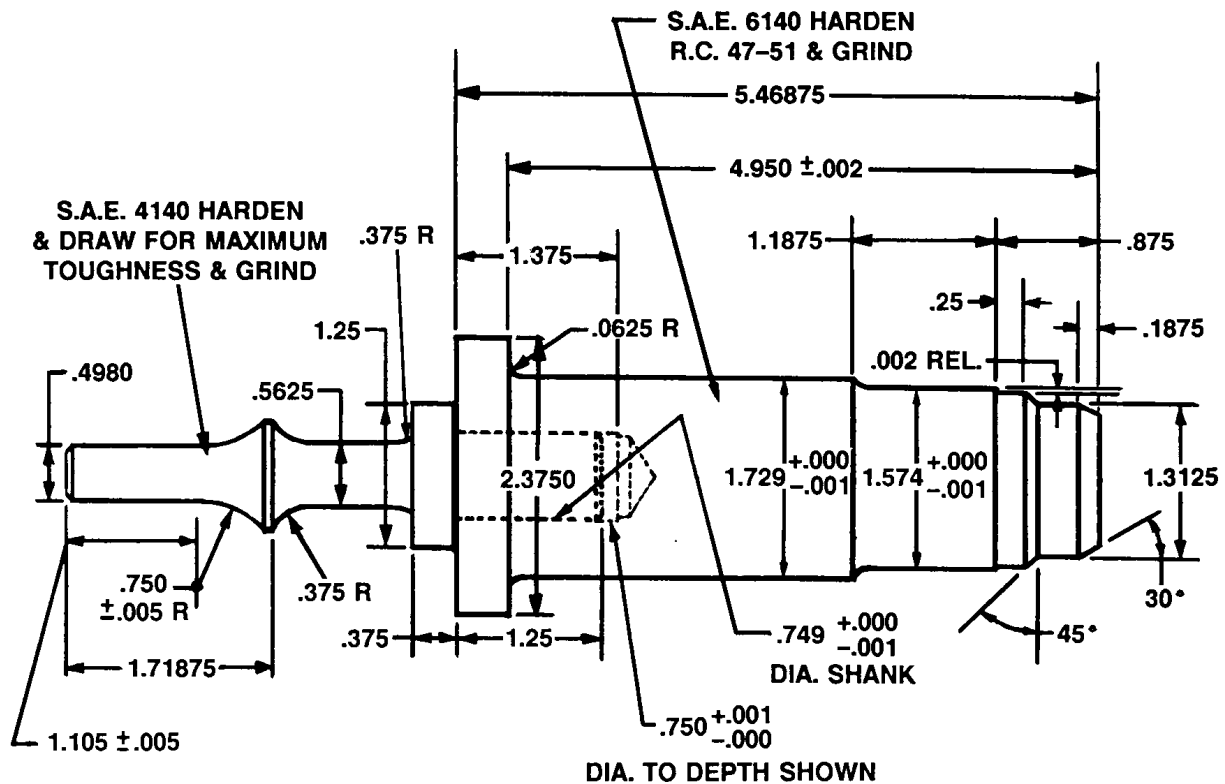 S.A.E. 6140 HARDEN
R.C. 47–51 & GRIND
5.46875
4.950 ±.002
S.A.E. 4140 HARDEN
& DRAW FOR MAXIMUM
TOUGHNESS & GRIND
.375 R
1.375
1.1875
.875
.25
.1875
1.25
.0625 R
.002 REL.
.4980
.5625
2.3750
1.729 +.000
-.001
1.574 +.000
-.001
1.3125
.750
±.005 R
.375 R
30°
45°
.375
1.25
.749 +.000
-.001
DIA. SHANK
1.71875
1.105 ±.005
.750 +.001
-.000
DIA. TO DEPTH SHOWN